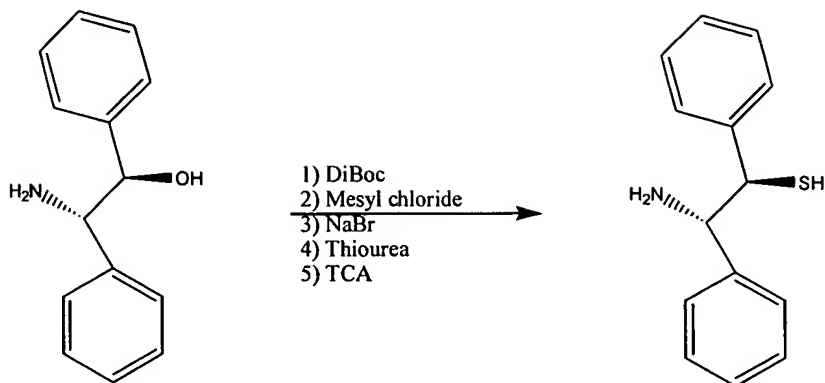 H₂N
OH
1) DiBoc
2) Mesyl chloride
3) NaBr
4) Thiourea
5) TCA
H₂N
SH